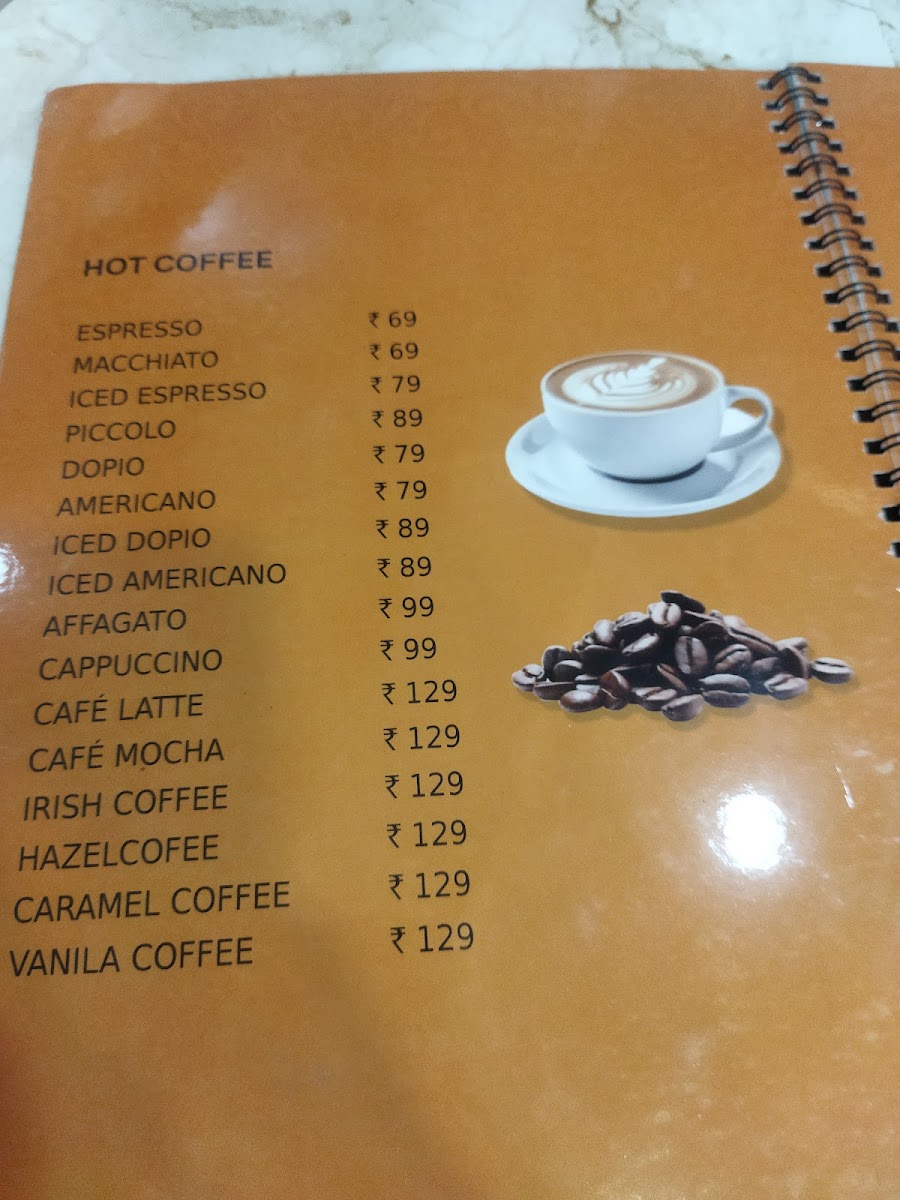 HOT COFFEE
ESPRESSO ₹ 69
MACCHIATO ₹ 69
ICED ESPRESSO ₹ 79
PICCOLO ₹ 89
DOPIO ₹ 79
AMERICANO ₹ 79
ICED DOPIO ₹ 89
ICED AMERICANO ₹ 89
AFFAGATO ₹ 99
CAPPUCCINO ₹ 99
CAFÉ LATTE ₹ 129
CAFÉ MOCHA ₹ 129
IRISH COFFEE ₹ 129
HAZELCOFEE ₹ 129
CARAMEL COFFEE ₹ 129
VANILA COFFEE ₹ 129